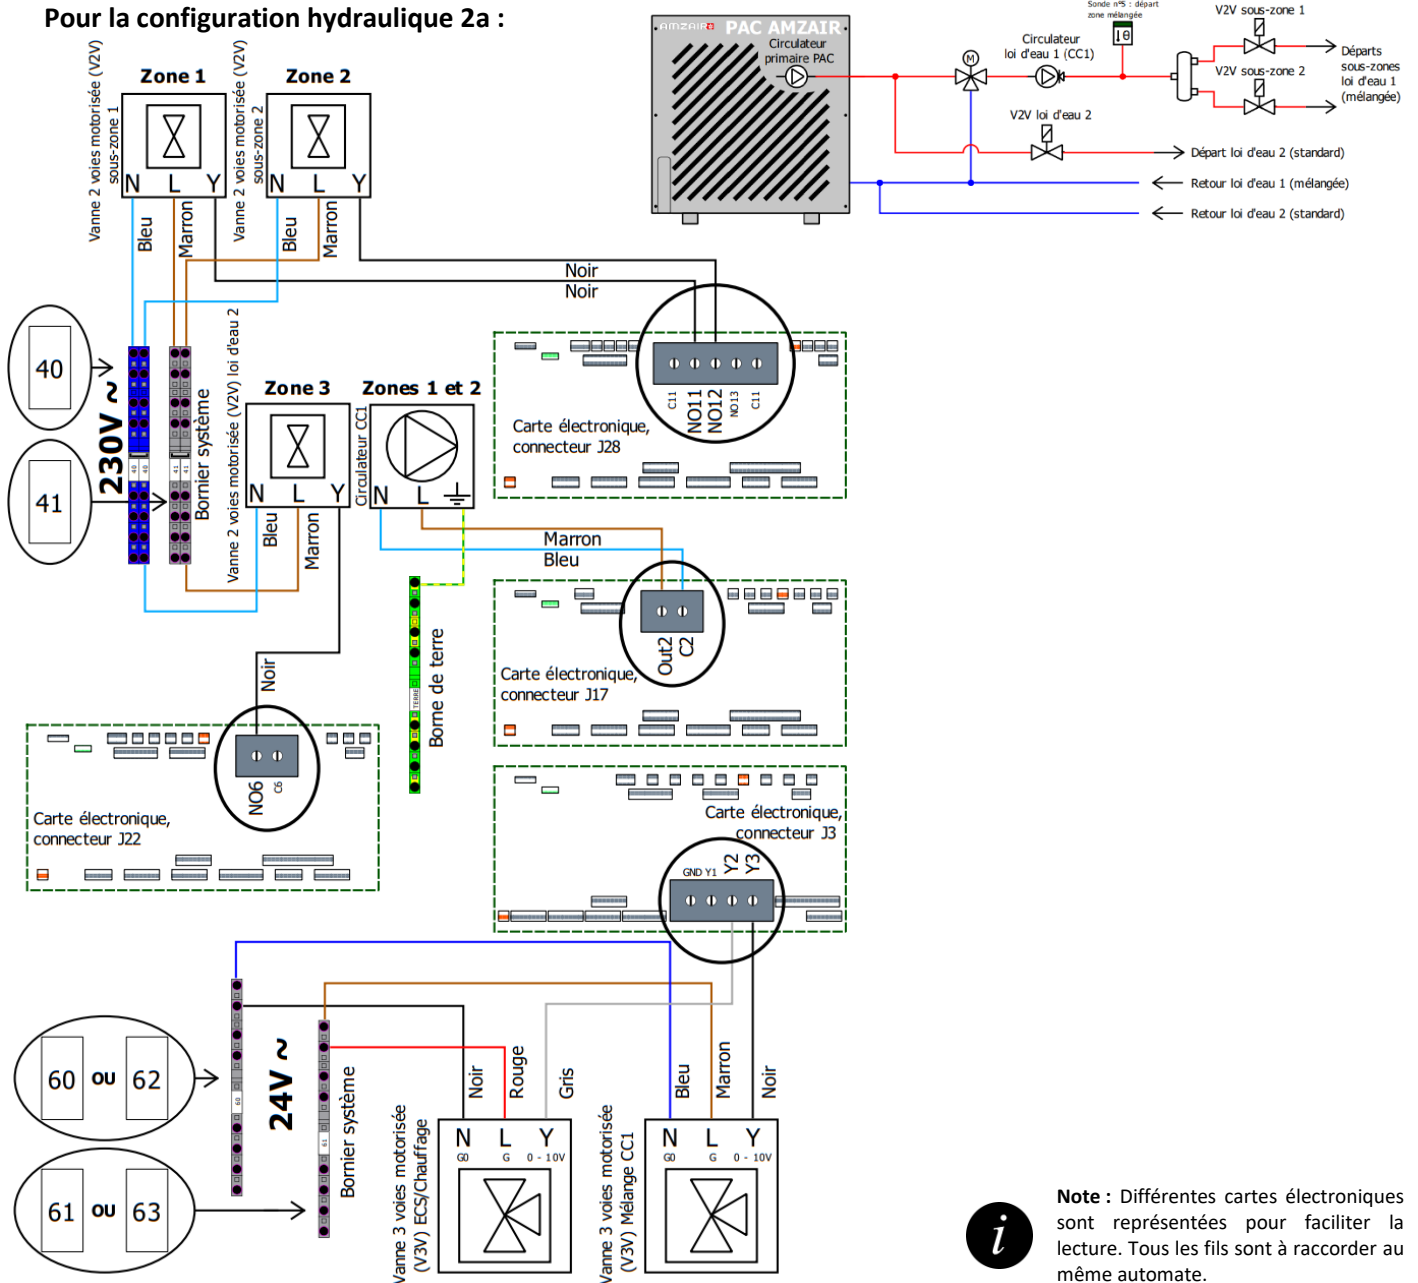 Pour la configuration hydraulique 2a :
Zone 1
Zone 2
Vanne 2 voies motorisée (V2V)
sous-zone 1
Vanne 2 voies motorisée (V2V)
sous-zone 2
N L Y
N L Y
Bleu
Marron
Bleu
Marron
Noir
Noir
AMZAIR
PAC AMZAIR
Circulateur
primaire PAC
Sonde n°5 : départ
zone mélangée
Circulateur
loi d'eau 1 (CC1)
M
V2V sous-zone 1
V2V sous-zone 2
Départs
sous-zones
loi d'eau 1
(mélangée)
V2V loi d'eau 2
Départ loi d'eau 2 (standard)
Retour loi d'eau 1 (mélangée)
Retour loi d'eau 2 (standard)
40
41
230V ~
40 40
41 41
Bornier système
Vanne 2 voies motorisée (V2V) loi d'eau 2
Zone 3
N L Y
Bleu
Marron
Zones 1 et 2
Circulateur CC1
N L
Marron
Bleu
C11 NO11 NO12 NO13 C11
Carte électronique,
connecteur J28
Out2 C2
Carte électronique,
connecteur J17
TERRE
Borne de terre
Noir
NO6 C6
Carte électronique,
connecteur J22
Carte électronique,
connecteur J3
GND Y1 Y2 Y3
60 ou 62
61 ou 63
60
24V ~
61
Bornier système
Noir
Rouge
Gris
Bleu
Marron
Noir
Vanne 3 voies motorisée
(V3V) ECS/Chauffage
N L Y
G0 G 0 - 10V
Vanne 3 voies motorisée
(V3V) Mélange CC1
N L Y
G0 G 0 - 10V
i
Note : Différentes cartes électroniques
sont représentées pour faciliter la
lecture. Tous les fils sont à raccorder au
même automate.